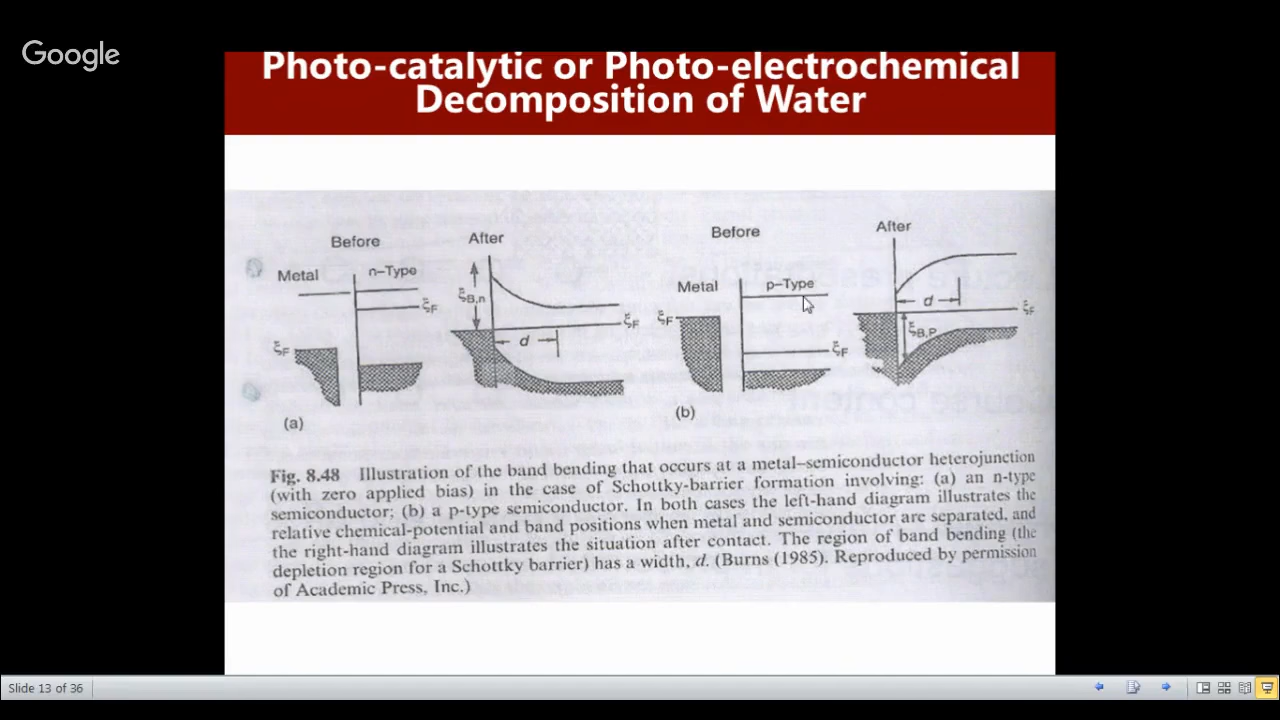 Google
Photo-catalytic or Photo-electrochemical
Decomposition of Water
Before
After
Before
After
Metal
n-Type
ξF
ξF
ξB,n
d
ξF
(a)
Metal
p-Type
ξF
ξF
d
ξF
ξB,P
(b)
Fig. 8.48 Illustration of the band bending that occurs at a metal–semiconductor heterojunction
(with zero applied bias) in the case of Schottky-barrier formation involving: (a) an n-type
semiconductor; (b) a p-type semiconductor. In both cases the left-hand diagram illustrates the
relative chemical-potential and band positions when metal and semiconductor are separated, and
the right-hand diagram illustrates the situation after contact. The region of band bending (the
depletion region for a Schottky barrier) has a width, d. (Burns (1985). Reproduced by permission
of Academic Press, Inc.)
Slide 13 of 36